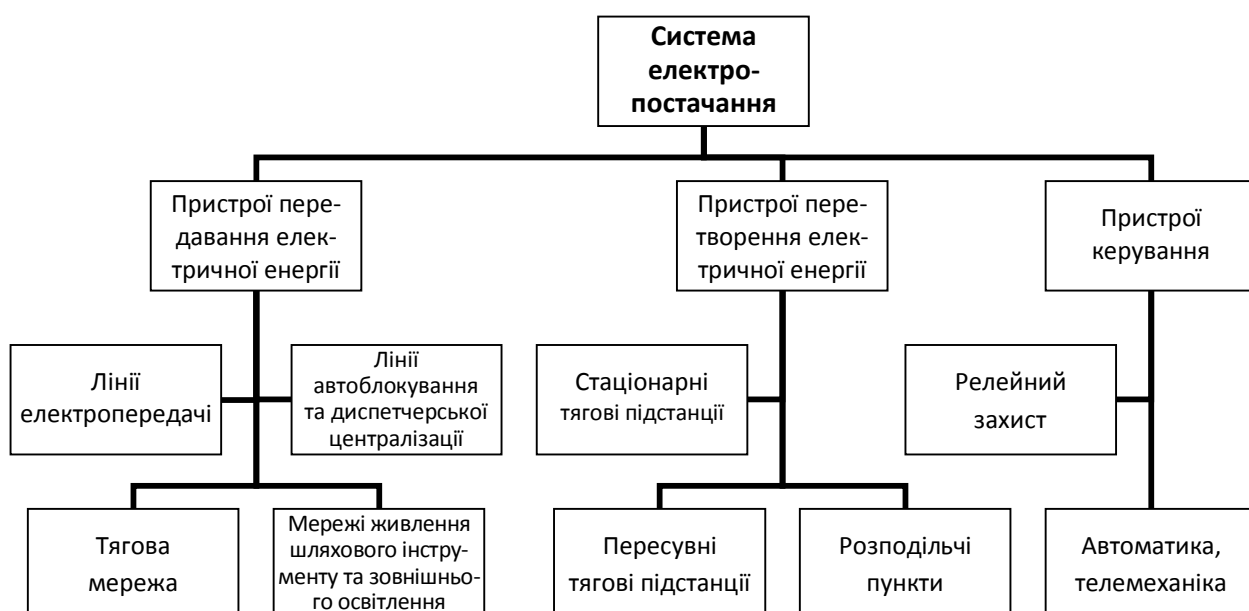 Система
електро-
постачання
Пристрої пере-
давання елек-
тричної енергії
Пристрої пере-
творення елек-
тричної енергії
Пристрої
керування
Лінії
електропередачі
Лінії
автоблокування
та диспетчерської
централізації
Стаціонарні
тягові підстанції
Релейний
захист
Тягова
мережа
Мережі живлення
шляхового інстру-
менту та зовнішньо-
го освітлення
Пересувні
тягові підстанції
Розподільчі
пункти
Автоматика,
телемеханіка